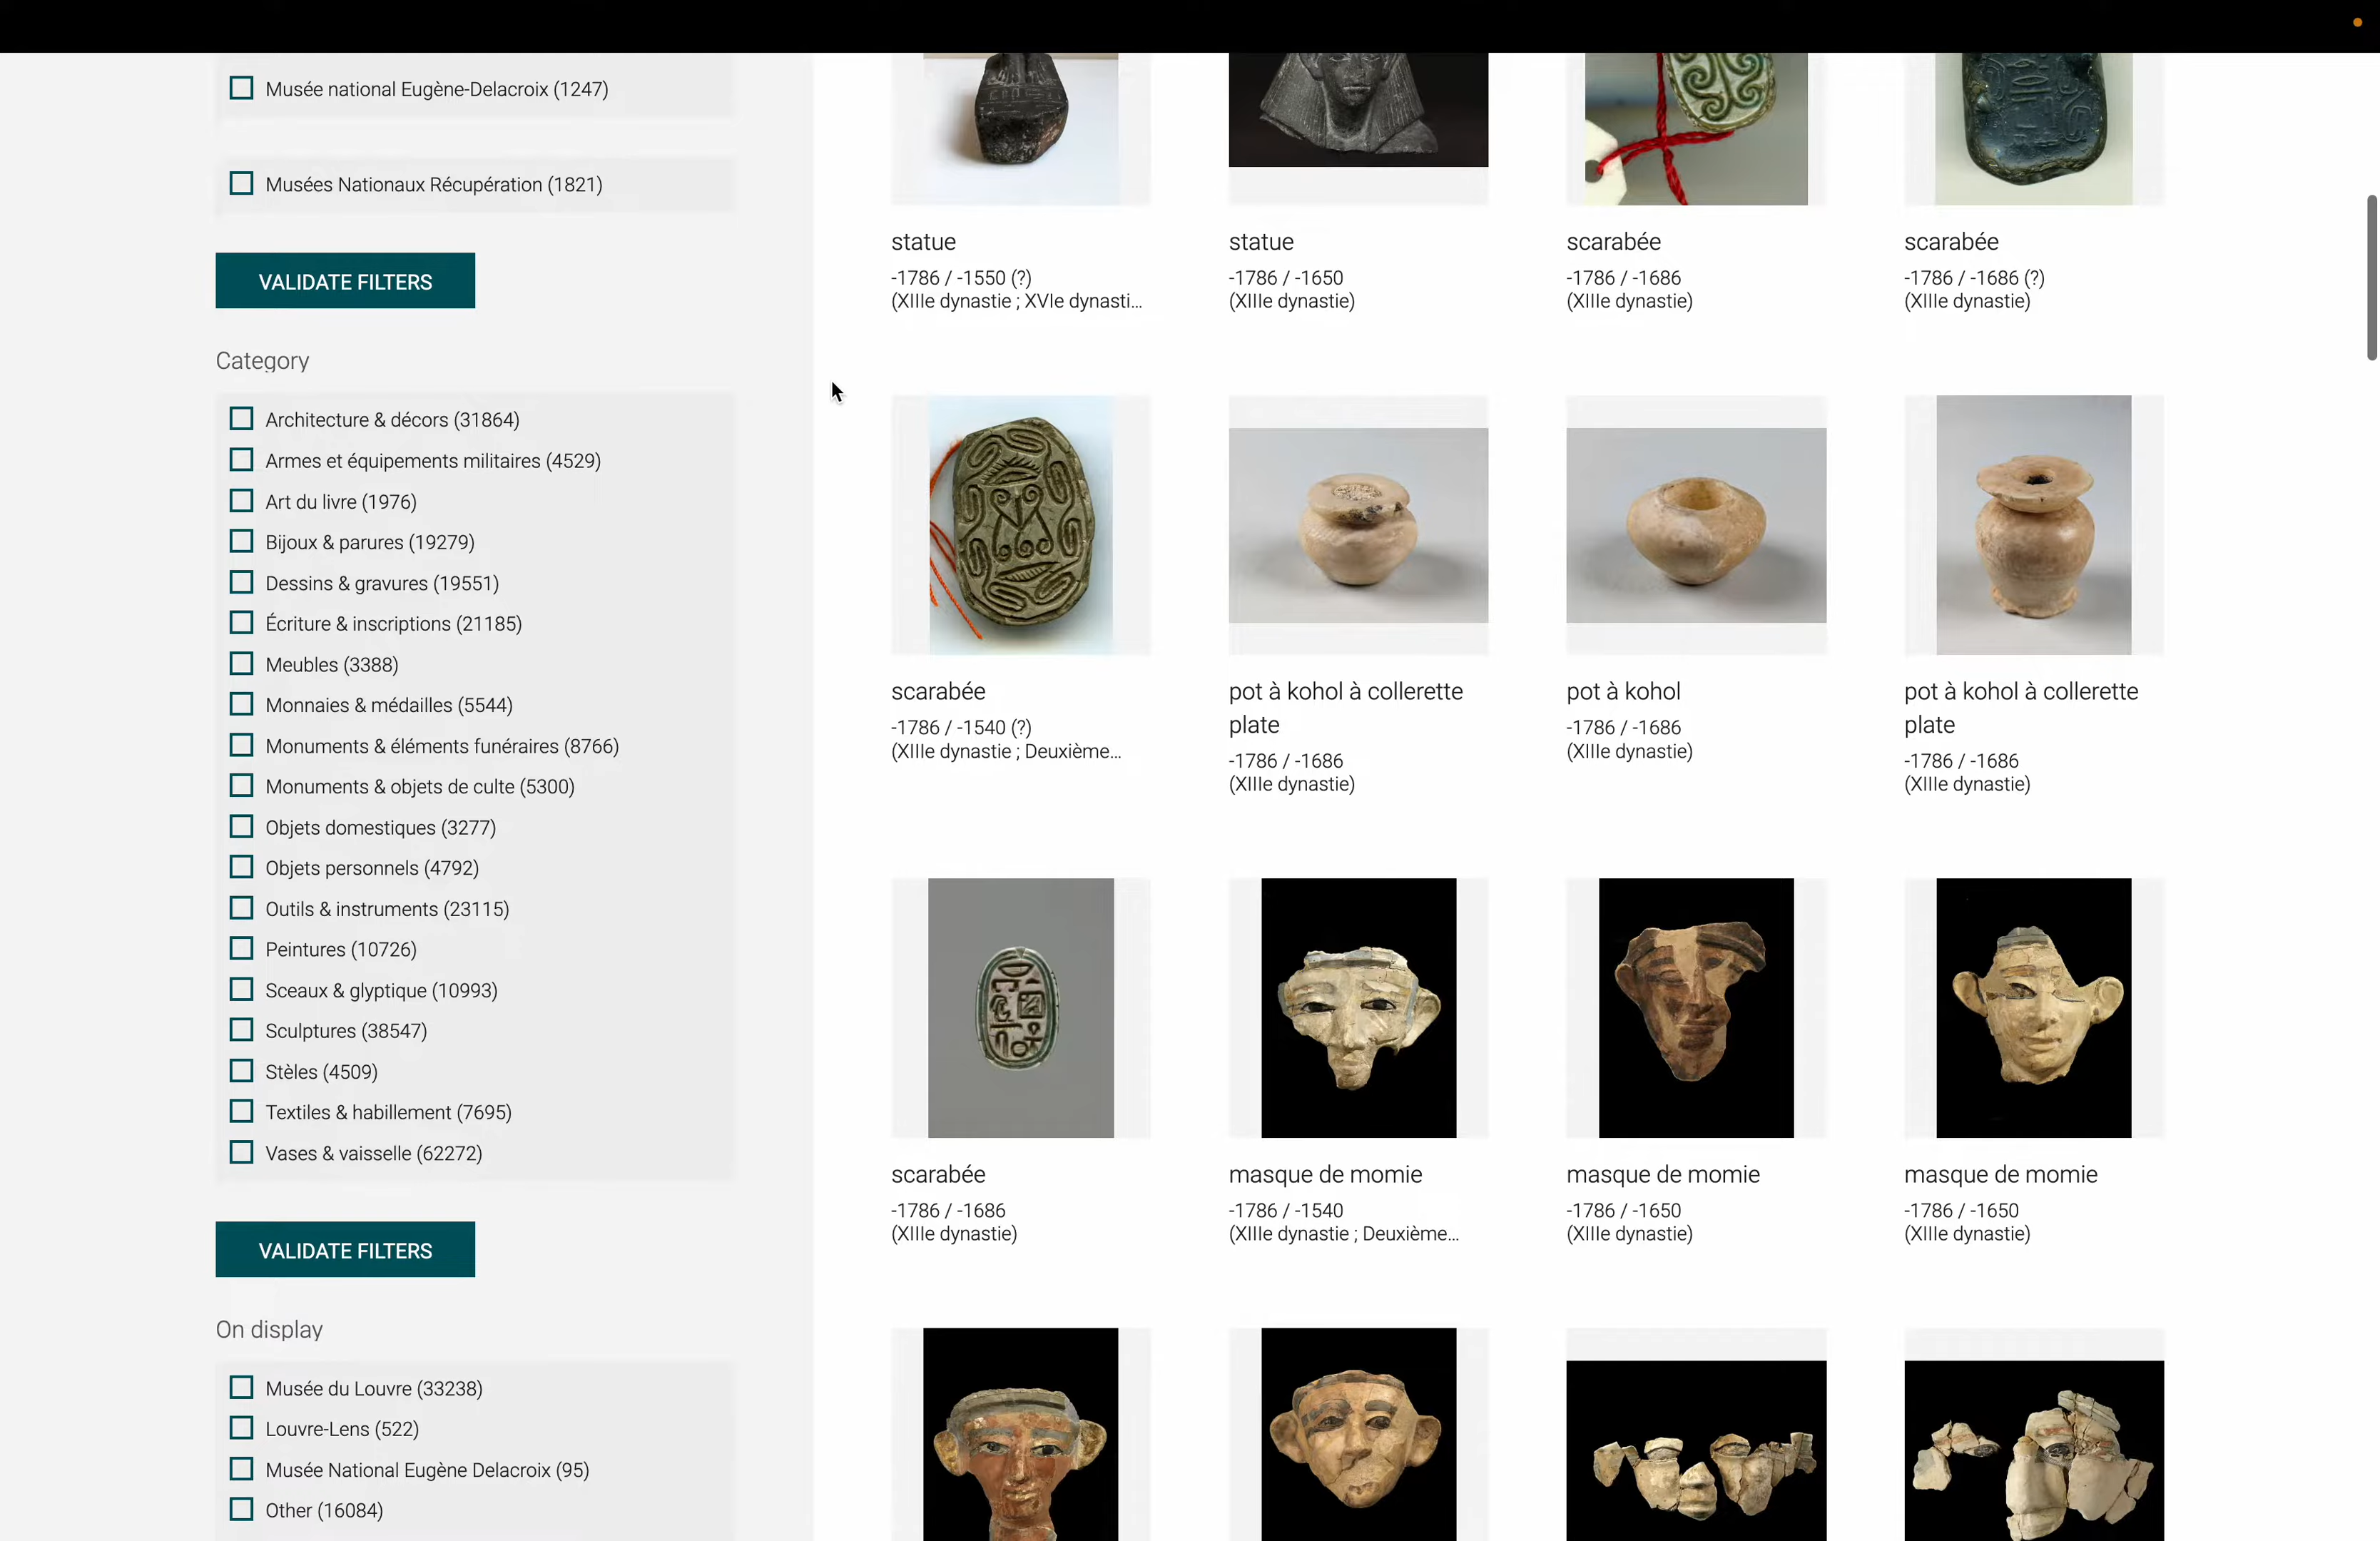 Musée national Eugène-Delacroix (1247)
Musées Nationaux Récupération (1821)
VALIDATE FILTERS
Category
Architecture & décors (31864)
Armes et équipements militaires (4529)
Art du livre (1976)
Bijoux & parures (19279)
Dessins & gravures (19551)
Écriture & inscriptions (21185)
Meubles (3388)
Monnaies & médailles (5544)
Monuments & éléments funéraires (8766)
Monuments & objets de culte (5300)
Objets domestiques (3277)
Objets personnels (4792)
Outils & instruments (23115)
Peintures (10726)
Sceaux & glyptique (10993)
Sculptures (38547)
Stèles (4509)
Textiles & habillement (7695)
Vases & vaisselle (62272)
VALIDATE FILTERS
On display
Musée du Louvre (33238)
Louvre-Lens (522)
Musée National Eugène Delacroix (95)
Other (16084)
statue
-1786 / -1550 (?)
(XIIIe dynastie ; XVIe dynasti...
statue
-1786 / -1650
(XIIIe dynastie)
scarabée
-1786 / -1686
(XIIIe dynastie)
scarabée
-1786 / -1686 (?)
(XIIIe dynastie)
scarabée
-1786 / -1540 (?)
(XIIIe dynastie ; Deuxième...
pot à kohol à collerette
plate
-1786 / -1686
(XIIIe dynastie)
pot à kohol
-1786 / -1686
(XIIIe dynastie)
pot à kohol à collerette
plate
-1786 / -1686
(XIIIe dynastie)
scarabée
-1786 / -1686
(XIIIe dynastie)
masque de momie
-1786 / -1540
(XIIIe dynastie ; Deuxième...
masque de momie
-1786 / -1650
(XIIIe dynastie)
masque de momie
-1786 / -1650
(XIIIe dynastie)